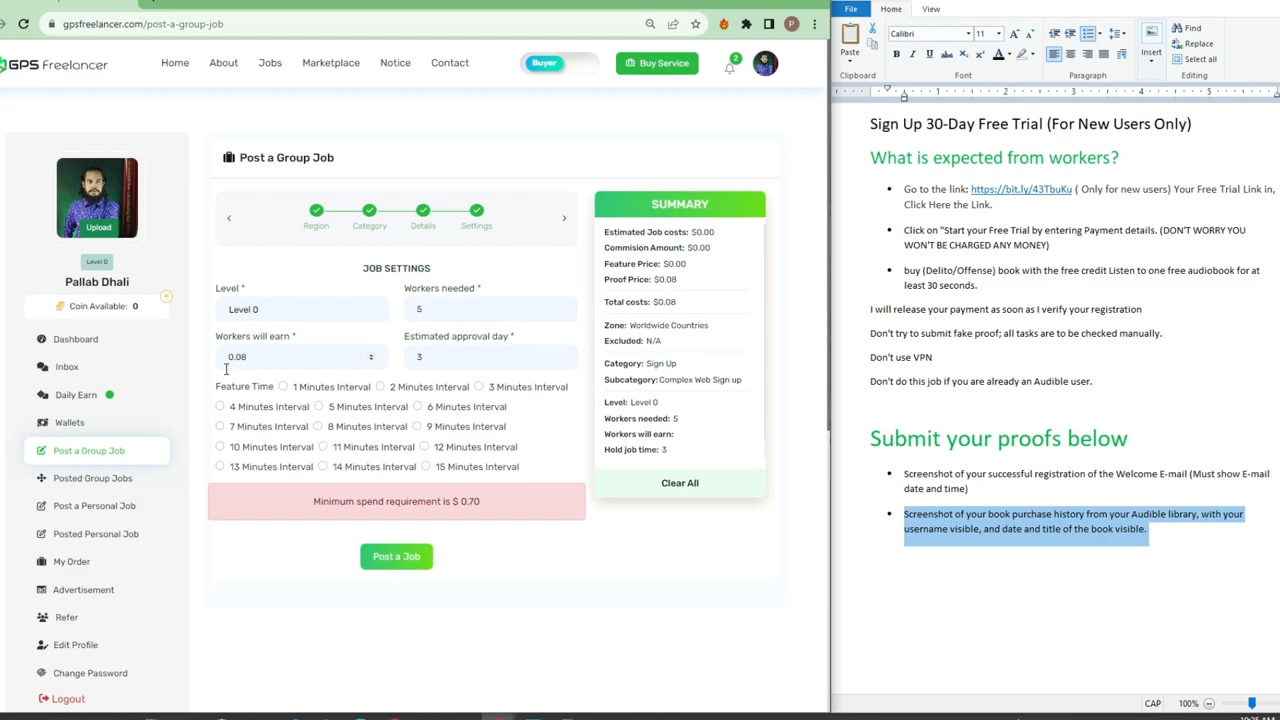 gpsfreelancer.com/post-a-group-job
P
GPS Freelancer
Home
About
Jobs
Marketplace
Notice
Contact
Buyer
Buy Service
2
Upload
Level 0
Pallab Dhali
Coin Available: 0
Dashboard
Inbox
Daily Earn
Wallets
Post a Group Job
Posted Group Jobs
Post a Personal Job
Posted Personal Job
My Order
Advertisement
Refer
Edit Profile
Change Password
Logout
Post a Group Job
Region
Category
Details
Settings
JOB SETTINGS
Level *
Workers needed *
Level 0
5
Workers will earn *
Estimated approval day *
0.08
3
Feature Time 1 Minutes Interval 2 Minutes Interval 3 Minutes Interval
4 Minutes Interval 5 Minutes Interval 6 Minutes Interval
7 Minutes Interval 8 Minutes Interval 9 Minutes Interval
10 Minutes Interval 11 Minutes Interval 12 Minutes Interval
13 Minutes Interval 14 Minutes Interval 15 Minutes Interval
Minimum spend requirement is $ 0.70
Post a Job
SUMMARY
Estimated Job costs: $0.00
Commision Amount: $0.00
Feature Price: $0.00
Proof Price: $0.08
Total costs: $0.08
Zone: Worldwide Countries
Excluded: N/A
Category: Sign Up
Subcategory: Complex Web Sign up
Level: Level 0
Workers needed: 5
Workers will earn:
Hold job time: 3
Clear All
File
Home
View
Paste
Calibri
11
B I U abc X₂ X² A
Insert
Find
Replace
Select all
Clipboard
Font
Paragraph
Editing
1 2 3 4 5
Sign Up 30-Day Free Trial (For New Users Only)
What is expected from workers?
• Go to the link: https://bit.ly/43TbuKu ( Only for new users) Your Free Trial Link in,
Click Here the Link.
• Click on "Start your Free Trial by entering Payment details. (DON'T WORRY YOU
WON'T BE CHARGED ANY MONEY)
• buy (Delito/Offense) book with the free credit Listen to one free audiobook for at
least 30 seconds.
I will release your payment as soon as I verify your registration
Don't try to submit fake proof; all tasks are to be checked manually.
Don't use VPN
Don't do this job if you are already an Audible user.
Submit your proofs below
• Screenshot of your successful registration of the Welcome E-mail (Must show E-mail
date and time)
• Screenshot of your book purchase history from your Audible library, with your
username visible, and date and title of the book visible.
CAP
100%